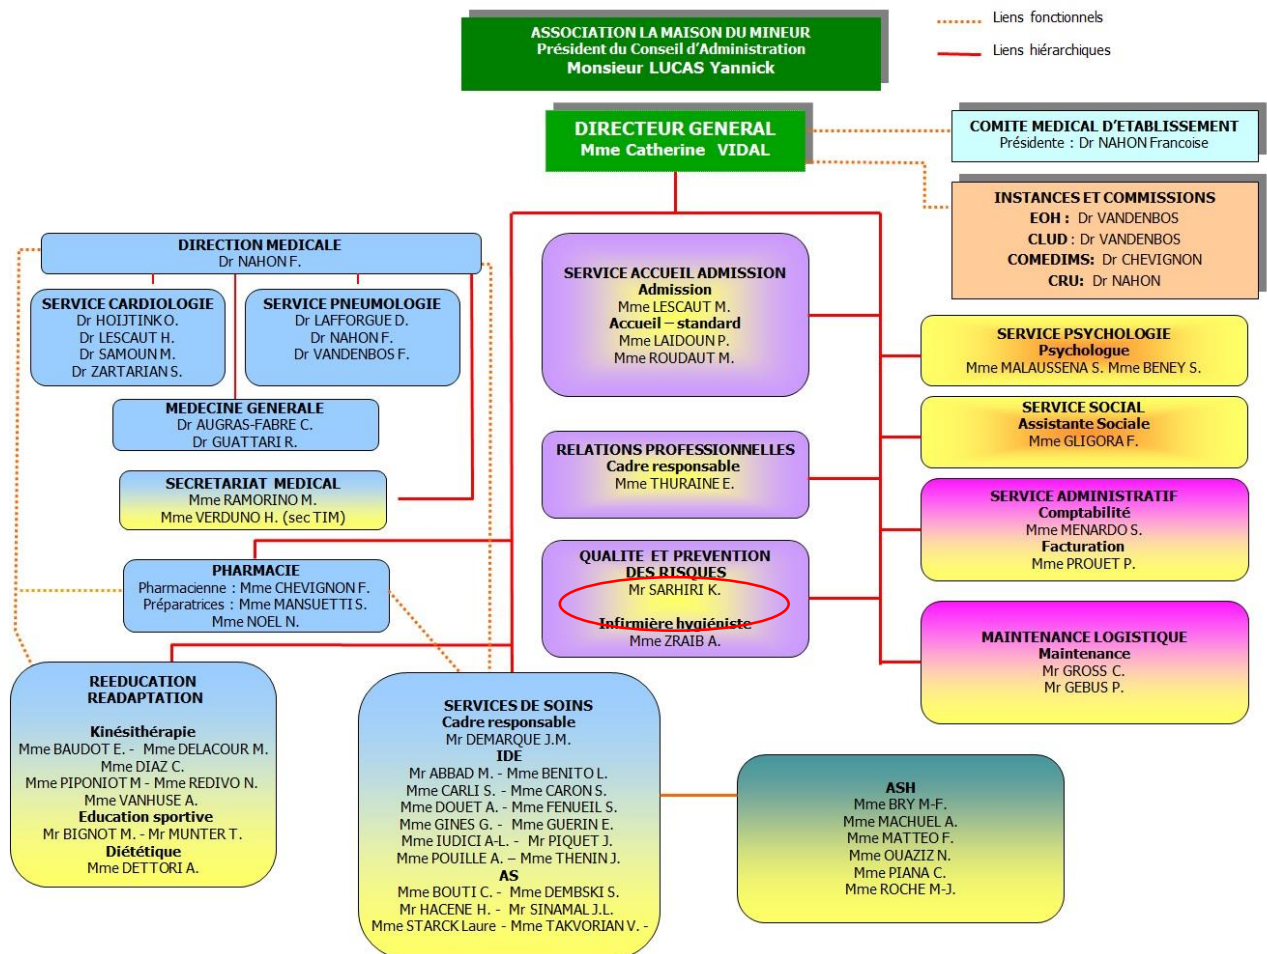 ASSOCIATION LA MAISON DU MINEUR
Président du Conseil d'Administration
Monsieur LUCAS Yannick
Liens fonctionnels
Liens hiérarchiques
DIRECTEUR GENERAL
Mme Catherine VIDAL
COMITE MEDICAL D'ETABLISSEMENT
Présidente : Dr NAHON Francoise
INSTANCES ET COMMISSIONS
EOH : Dr VANDENBOS
CLUD : Dr VANDENBOS
COMEDIMS: Dr CHEVIGNON
CRU: Dr NAHON
DIRECTION MEDICALE
Dr NAHON F.
SERVICE CARDIOLOGIE
Dr HOIJTINK O.
Dr LESCAUT H.
Dr SAMOUN M.
Dr ZARTARIAN S.
SERVICE PNEUMOLOGIE
Dr LAFFORGUE D.
Dr NAHON F.
Dr VANDENBOS F.
MEDECINE GENERALE
Dr AUGRAS-FABRE C.
Dr GUATTARI R.
SECRETARIAT MEDICAL
Mme RAMORINO M.
Mme VERDUNO H. (sec TIM)
PHARMACIE
Pharmacienne : Mme CHEVIGNON F.
Préparatrices : Mme MANSUETTI S.
Mme NOEL N.
SERVICE ACCUEIL ADMISSION
Admission
Mme LESCAUT M.
Accueil – standard
Mme LAIDOUN P.
Mme ROUDAUT M.
RELATIONS PROFESSIONNELLES
Cadre responsable
Mme THURAINE E.
QUALITE ET PREVENTION
DES RISQUES
Mr SARHIRI K.
Infirmière hygiéniste
Mme ZRAIB A.
SERVICE PSYCHOLOGIE
Psychologue
Mme MALAUSSENA S. Mme BENEY S.
SERVICE SOCIAL
Assistante Sociale
Mme GLIGORA F.
SERVICE ADMINISTRATIF
Comptabilité
Mme MENARDO S.
Facturation
Mme PROUET P.
MAINTENANCE LOGISTIQUE
Maintenance
Mr GROSS C.
Mr GEBUS P.
REEDUCATION
READAPTATION
Kinésithérapie
Mme BAUDOT E. - Mme DELACOUR M.
Mme DIAZ C.
Mme PIPONIOT M - Mme REDIVO N.
Mme VANHUSE A.
Education sportive
Mr BIGNOT M. - Mr MUNTER T.
Diététique
Mme DETTORI A.
SERVICES DE SOINS
Cadre responsable
Mr DEMARQUE J.M.
IDE
Mr ABBAD M. - Mme BENITO L.
Mme CARLI S. - Mme CARON S.
Mme DOUET A. - Mme FENUEIL S.
Mme GINES G. - Mme GUERIN E.
Mme IUDICI A-L. - Mr PIQUET J.
Mme POUILLE A. – Mme THENIN J.
AS
Mme BOUTI C. - Mme DEMBSKI S.
Mr HACENE H. - Mr SINAMAL J.L.
Mme STARCK Laure - Mme TAKVORIAN V. -
ASH
Mme BRY M-F.
Mme MACHUEL A.
Mme MATTEO F.
Mme OUAZIZ N.
Mme PIANA C.
Mme ROCHE M-J.